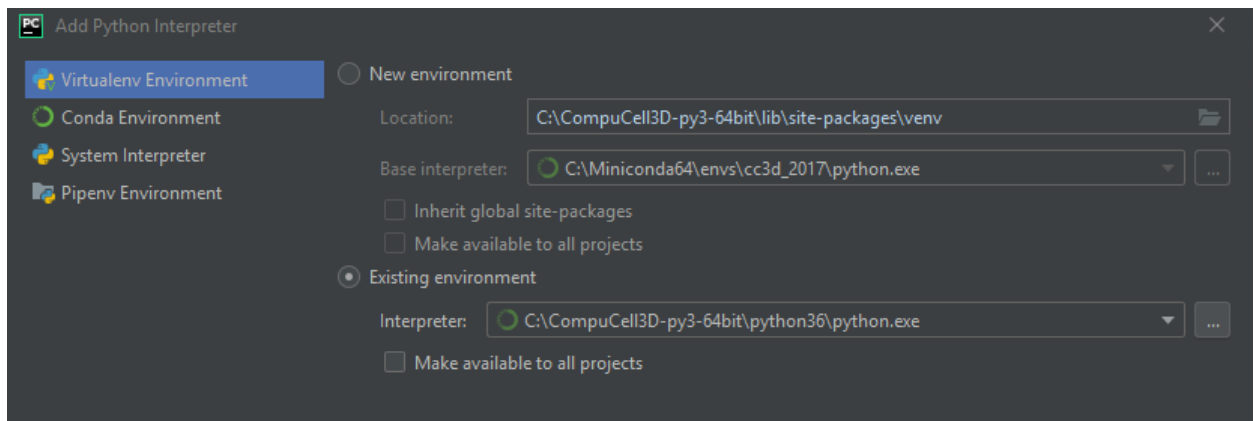 PC Add Python Interpreter
Virtualenv Environment
Conda Environment
System Interpreter
Pipenv Environment
New environment
Location: C:\CompuCell3D-py3-64bit\lib\site-packages\venv
Base interpreter: C:\Miniconda64\envs\cc3d_2017\python.exe ...
Inherit global site-packages
Make available to all projects
Existing environment
Interpreter: C:\CompuCell3D-py3-64bit\python36\python.exe ...
Make available to all projects